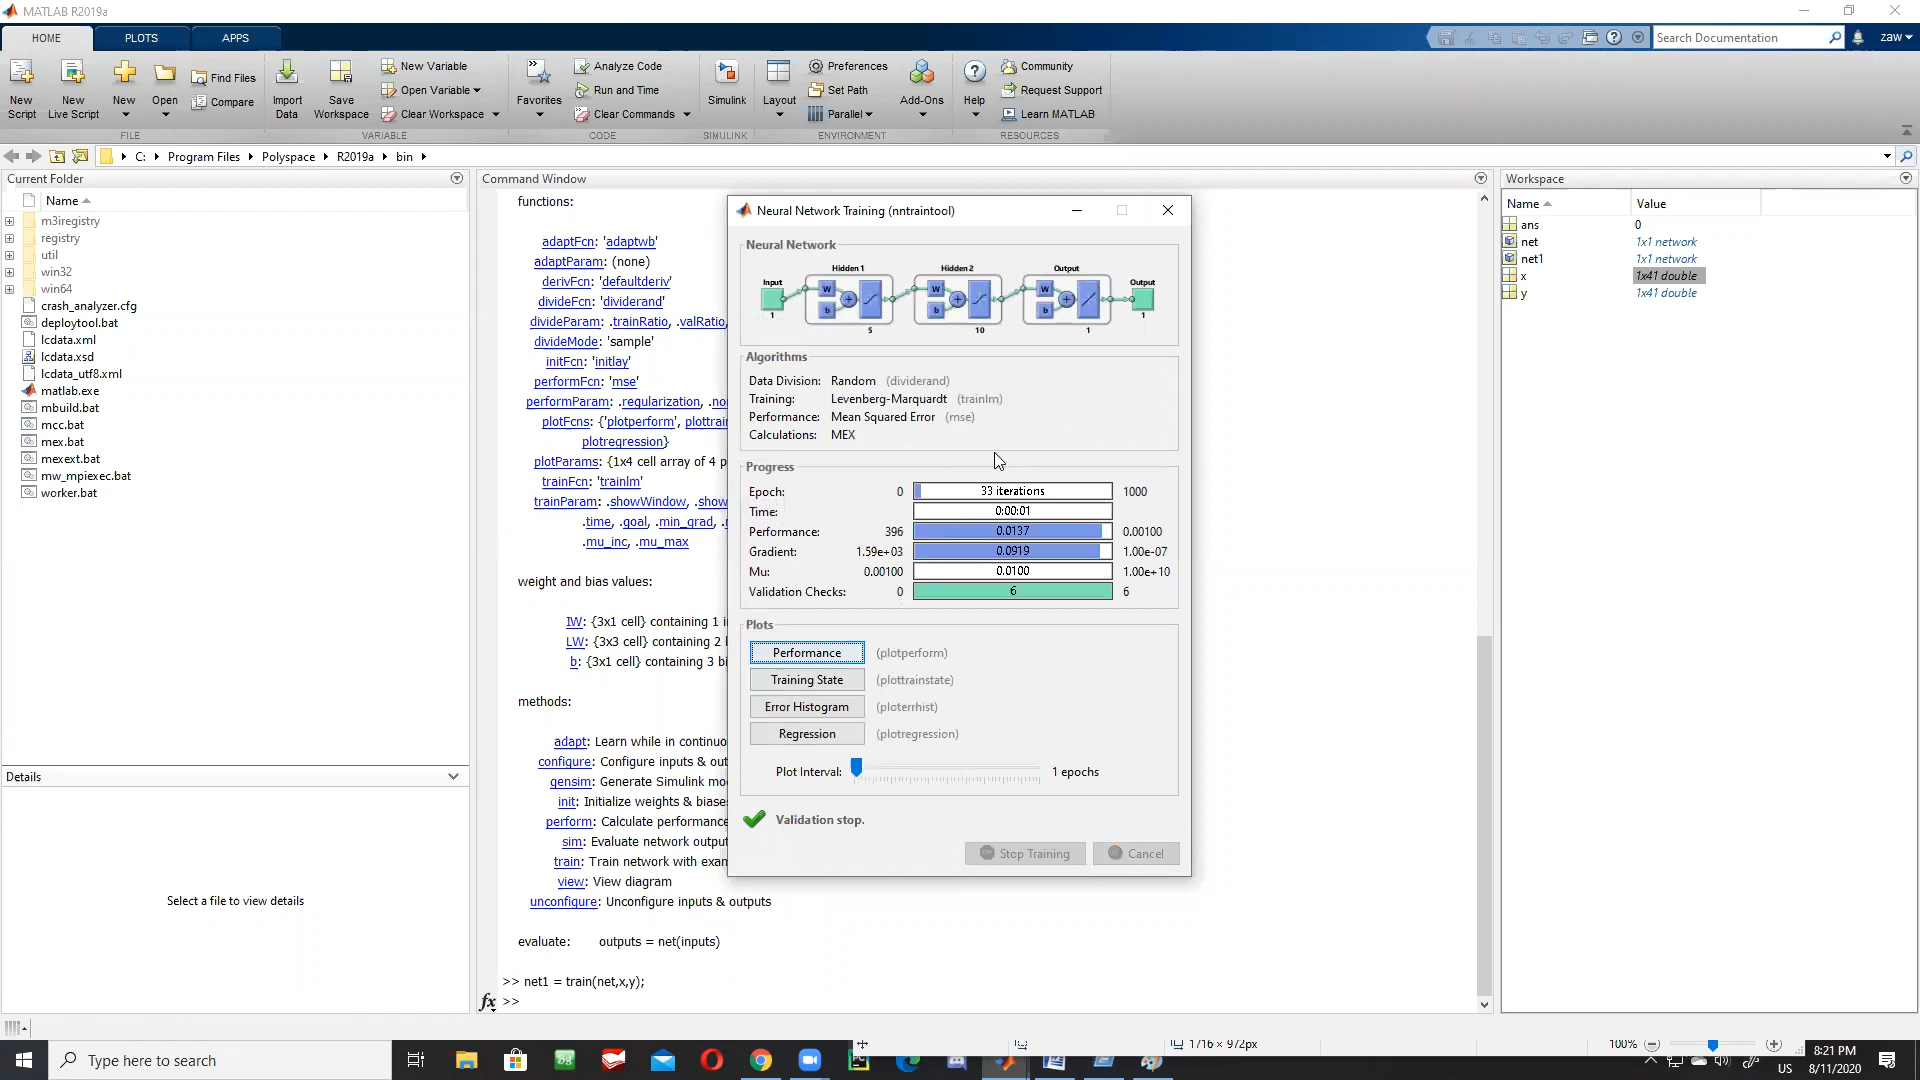 MATLAB R2019a
HOME
PLOTS
APPS
Search Documentation
zaw
New Script
New Live Script
New
Open
Find Files
Compare
FILE
Import Data
Save Workspace
New Variable
Open Variable
Clear Workspace
VARIABLE
Favorites
Analyze Code
Run and Time
Clear Commands
CODE
Simulink
SIMULINK
Layout
Preferences
Set Path
Parallel
Add-Ons
ENVIRONMENT
Help
Community
Request Support
Learn MATLAB
RESOURCES
C: Program Files Polyspace R2019a bin
Current Folder
Name
m3iregistry
registry
util
win32
win64
crash_analyzer.cfg
deploytool.bat
lcdata.xml
lcdata.xsd
lcdata_utf8.xml
matlab.exe
mbuild.bat
mcc.bat
mex.bat
mexext.bat
mw_mpiexec.bat
worker.bat
Details
Select a file to view details
Command Window
functions:
adaptFcn: 'adaptwb'
adaptParam: (none)
derivFcn: 'defaultderiv'
divideFcn: 'dividerand'
divideParam: .trainRatio, .valRatio,
divideMode: 'sample'
initFcn: 'initlay'
performFcn: 'mse'
performParam: .regularization, .no
plotFcns: {'plotperform', plottrain
plotregression}
plotParams: {1x4 cell array of 4 p
trainFcn: 'trainlm'
trainParam: .showWindow, .show
.time, .goal, .min_grad,
.mu_inc, .mu_max
weight and bias values:
IW: {3x1 cell} containing 1 i
LW: {3x3 cell} containing 2 l
b: {3x1 cell} containing 3 bi
methods:
adapt: Learn while in continuo
configure: Configure inputs & out
gensim: Generate Simulink mo
init: Initialize weights & biases
perform: Calculate performance
sim: Evaluate network output
train: Train network with exam
view: View diagram
unconfigure: Unconfigure inputs & outputs
evaluate: outputs = net(inputs)
>> net1 = train(net,x,y);
fx >>
Neural Network Training (nntraintool)
Neural Network
Hidden 1
Hidden 2
Output
Input
Output
W
b
+
W
b
+
W
b
+
1
5
10
1
1
Algorithms
Data Division: Random (dividerand)
Training: Levenberg-Marquardt (trainlm)
Performance: Mean Squared Error (mse)
Calculations: MEX
Progress
Epoch: 0 33 iterations 1000
Time: 0:00:01
Performance: 396 0.0137 0.00100
Gradient: 1.59e+03 0.0919 1.00e-07
Mu: 0.00100 0.0100 1.00e+10
Validation Checks: 0 6 6
Plots
Performance (plotperform)
Training State (plottrainstate)
Error Histogram (ploterrhist)
Regression (plotregression)
Plot Interval: 1 epochs
Validation stop.
Stop Training
Cancel
Workspace
Name Value
ans 0
net 1x1 network
net1 1x1 network
x 1x41 double
y 1x41 double
1716 × 972px
100%
Type here to search
US
8:21 PM
8/11/2020